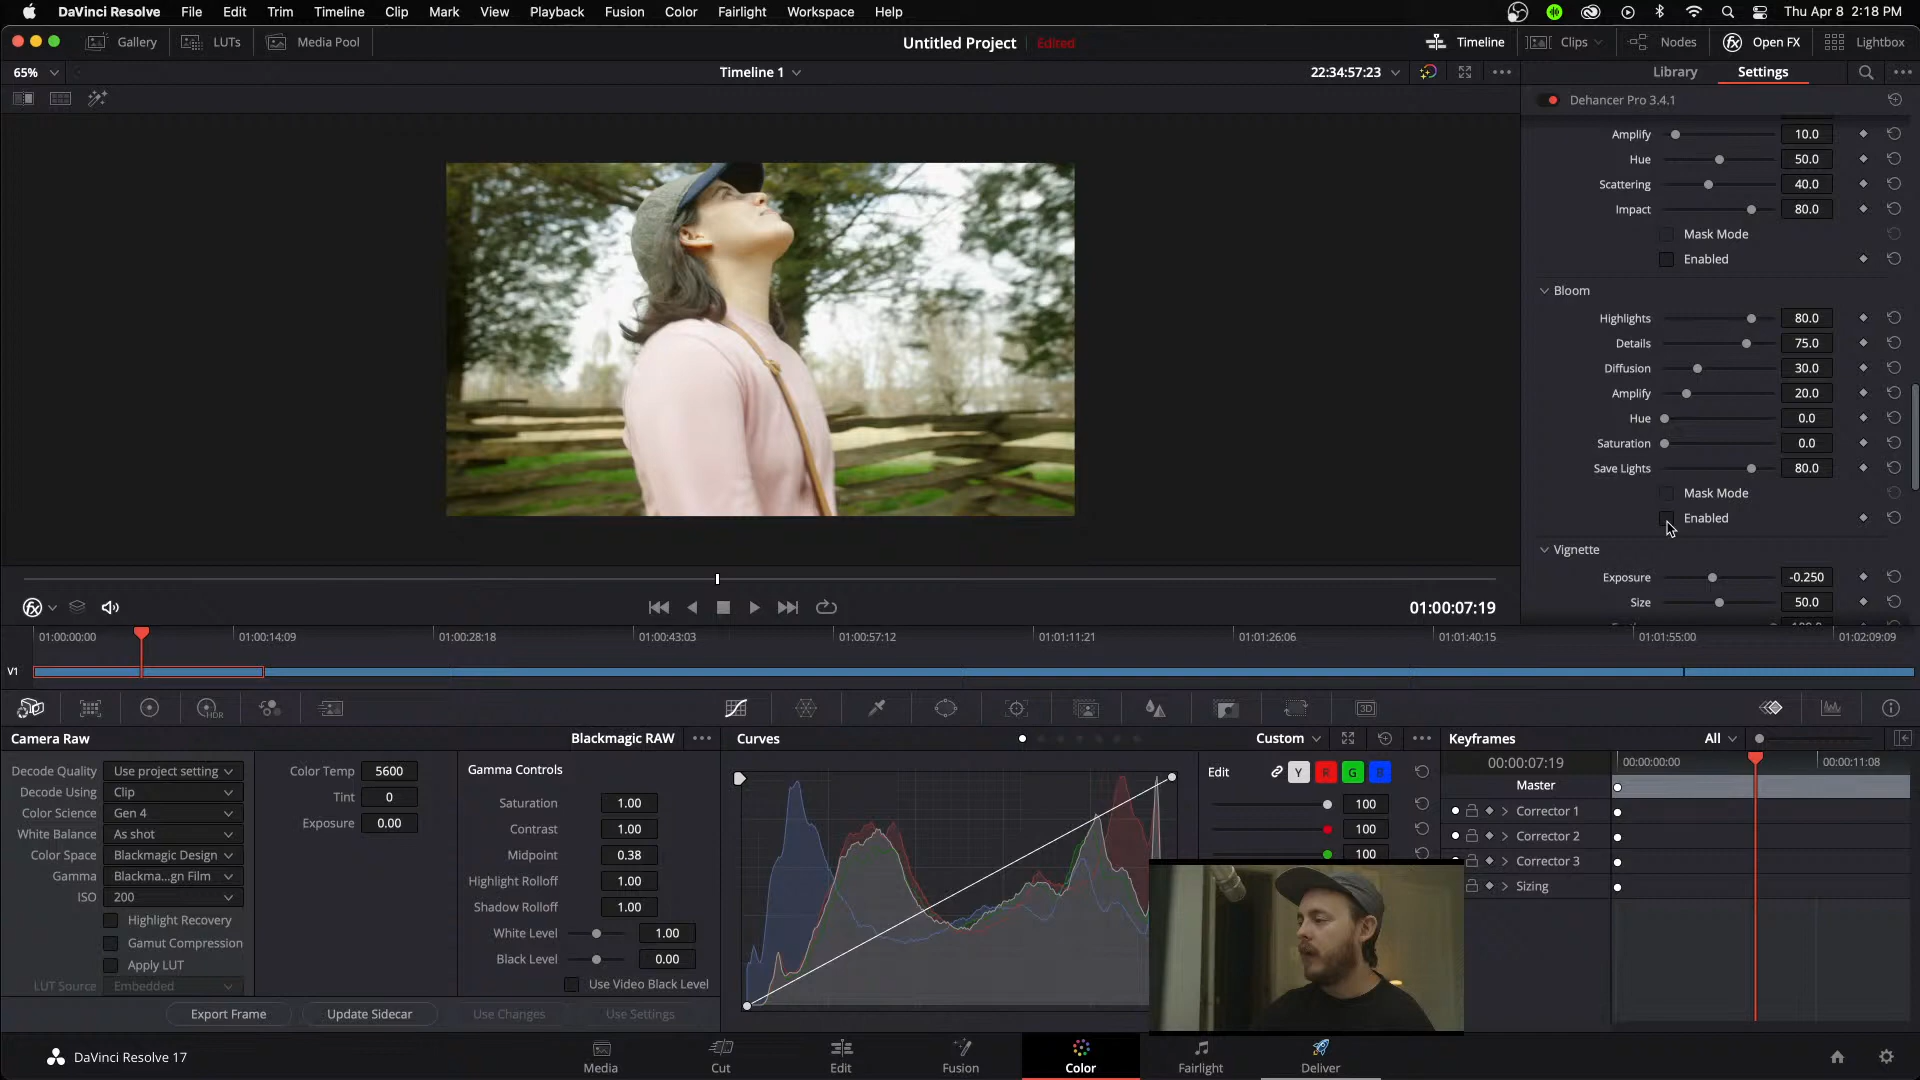 DaVinci Resolve File Edit Trim Timeline Clip Mark View Playback Fusion Color Fairlight Workspace Help Thu Apr 8 2:18 PM
Gallery LUTs Media Pool Untitled Project Edited Timeline Clips Nodes Open FX Lightbox
65% Timeline 1 22:34:57:23 Library Settings
Dehancer Pro 3.4.1
Amplify 10.0
Hue 50.0
Scattering 40.0
Impact 80.0
Mask Mode
Enabled
Bloom
Highlights 80.0
Details 75.0
Diffusion 30.0
Amplify 20.0
Hue 0.0
Saturation 0.0
Save Lights 80.0
Mask Mode
Enabled
Vignette
Exposure -0.250
Size 50.0
01:00:07:19
01:00:00:00 01:00:14:09 01:00:28:18 01:00:43:03 01:00:57:12 01:01:11:21 01:01:26:06 01:01:40:15 01:01:55:00 01:02:09:09
V1
HDR 3D
Camera Raw Blackmagic RAW
Decode Quality Use project setting
Decode Using Clip
Color Science Gen 4
White Balance As shot
Color Space Blackmagic Design
Gamma Blackma...gn Film
ISO 200
Highlight Recovery
Gamut Compression
Apply LUT
LUT Source Embedded
Color Temp 5600
Tint 0
Exposure 0.00
Gamma Controls
Saturation 1.00
Contrast 1.00
Midpoint 0.38
Highlight Rolloff 1.00
Shadow Rolloff 1.00
White Level 1.00
Black Level 0.00
Use Video Black Level
Export Frame Update Sidecar Use Changes Use Settings
Curves Custom
Edit Y R G B
100
100
100
Keyframes All
00:00:07:19 00:00:00:00 00:00:11:08
Master
Corrector 1
Corrector 2
Corrector 3
Sizing
DaVinci Resolve 17 Media Cut Edit Fusion Color Fairlight Deliver